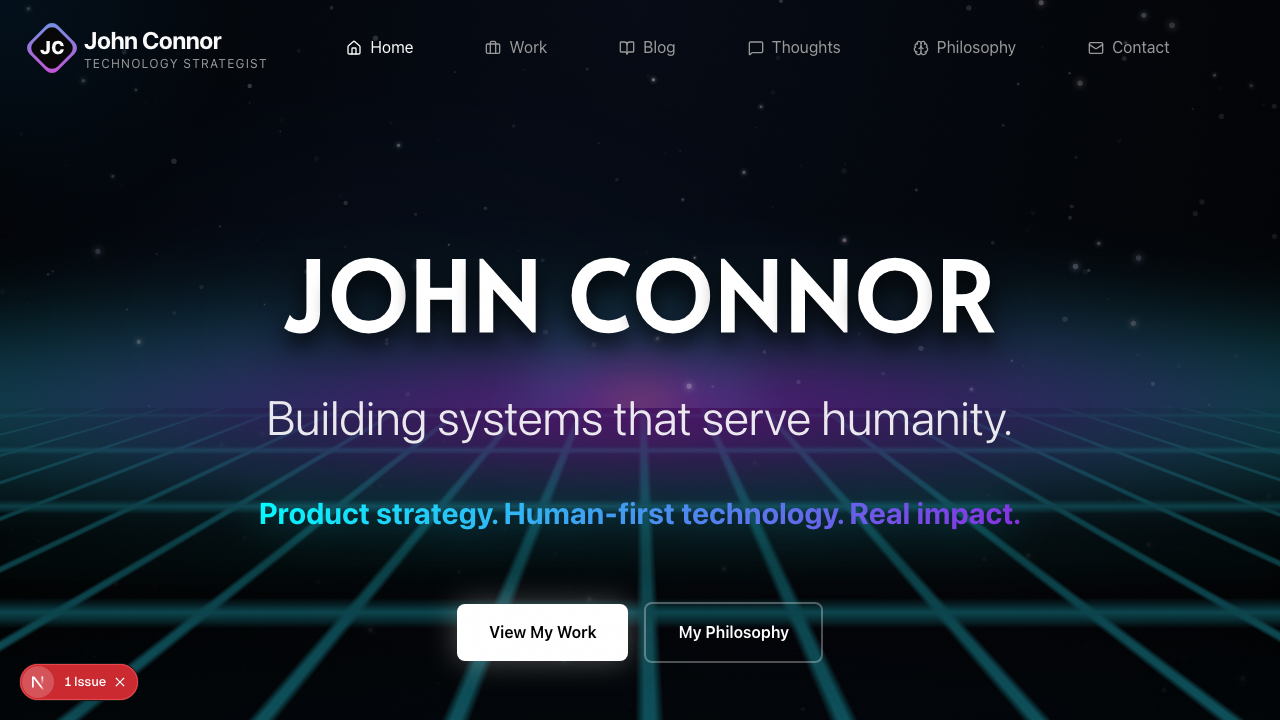 JC
John Connor
TECHNOLOGY STRATEGIST
Home
Work
Blog
Thoughts
Philosophy
Contact
JOHN CONNOR
Building systems that serve humanity.
Product strategy. Human-first technology. Real impact.
View My Work
My Philosophy
N
1 Issue